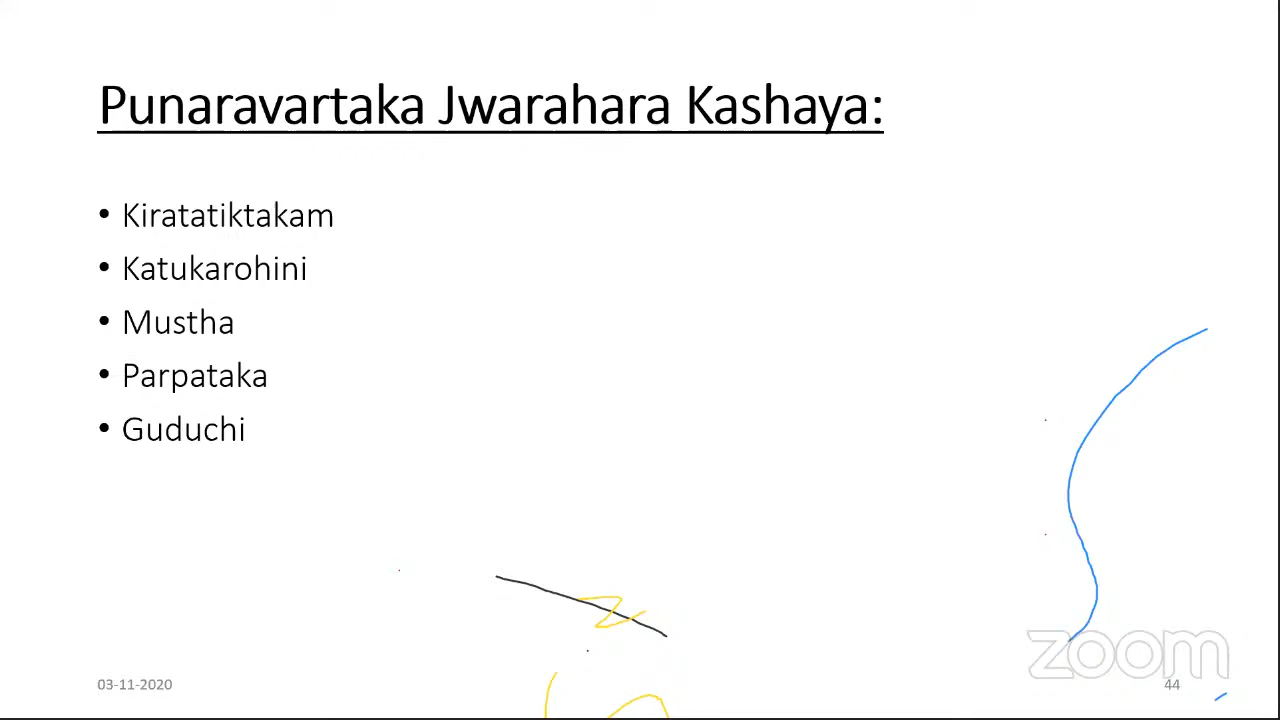 Punaravartaka Jwarahara Kashaya:
• Kiratatiktakam
• Katukarohini
• Mustha
• Parpataka
• Guduchi
zoom
03-11-2020
44